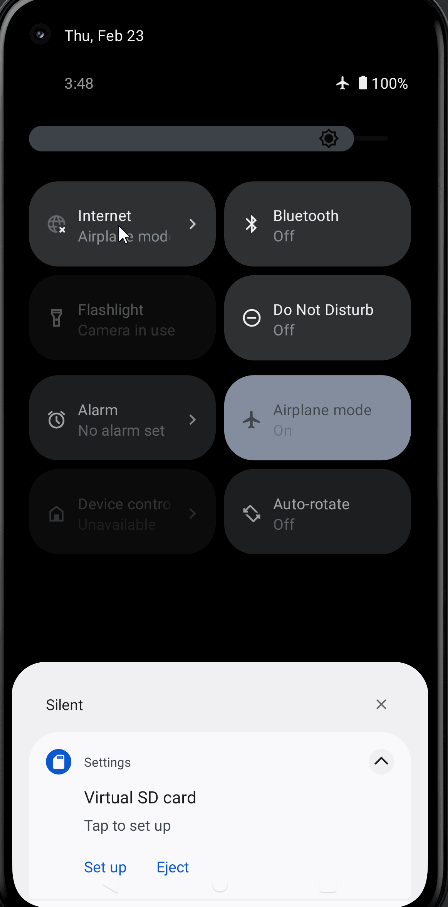 Thu, Feb 23
3:48
100%
Internet
Airplane mod
Bluetooth
Off
Flashlight
Camera in use
Do Not Disturb
Off
Alarm
No alarm set
Airplane mode
On
Device contro
Unavailable
Auto-rotate
Off
Silent
Settings
Virtual SD card
Tap to set up
Set up
Eject